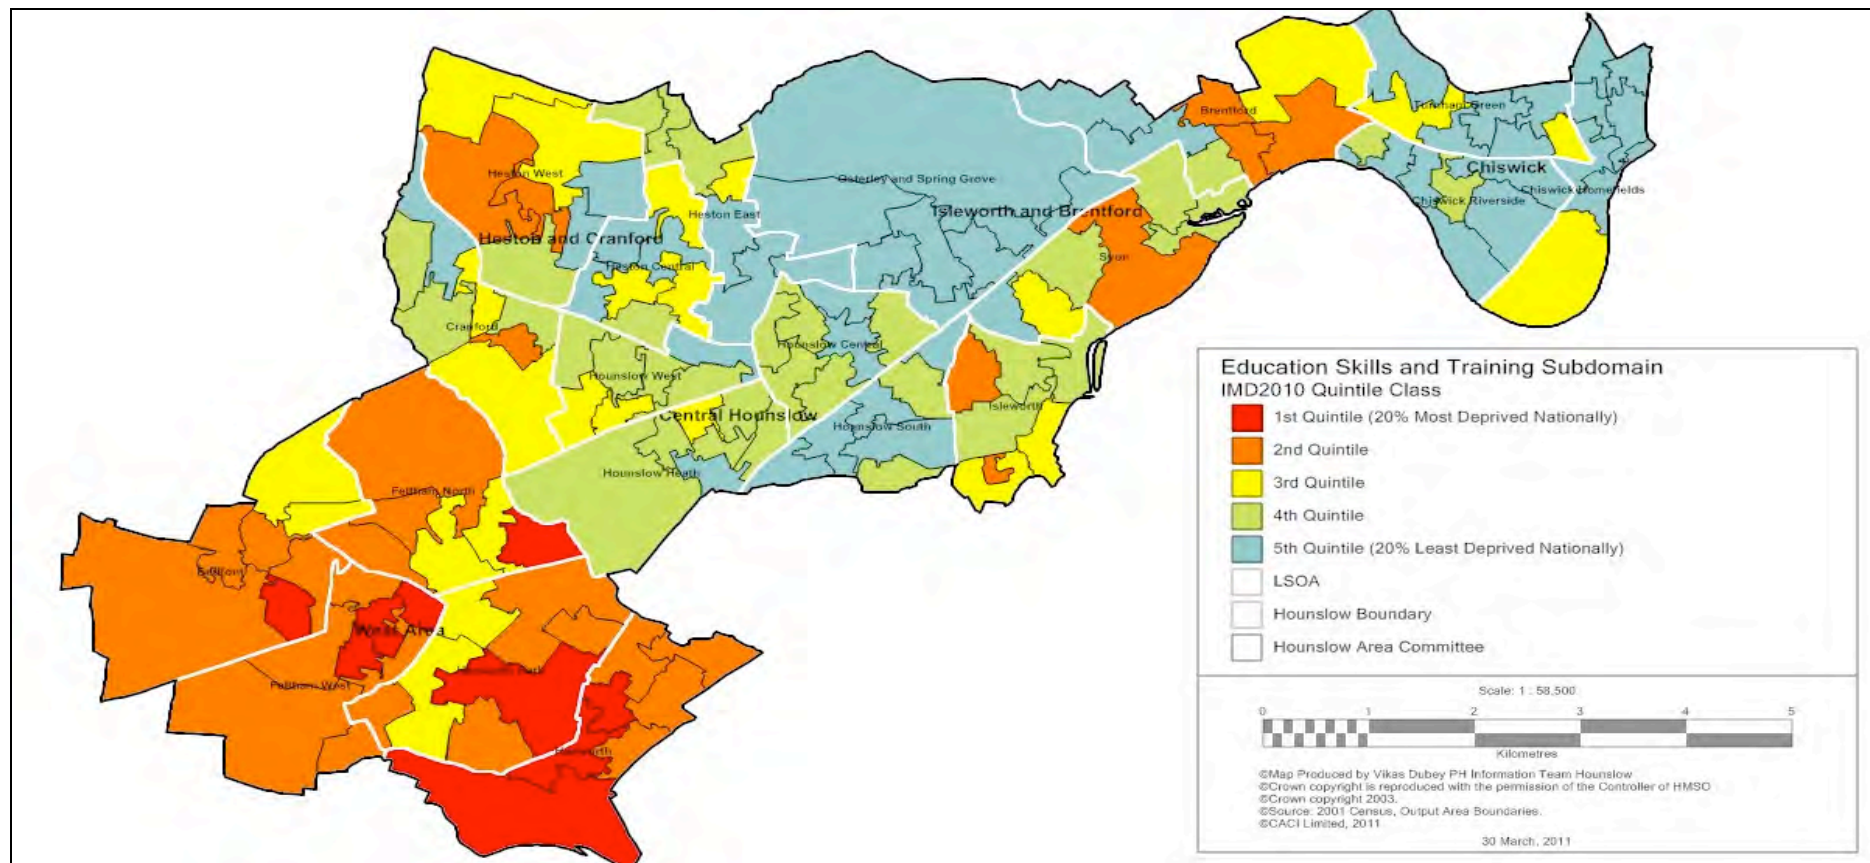 Brentford
Turnham Green
Heston West
Osterley and Spring Grove
Chiswick
Chiswick Homefields
Chiswick Riverside
Heston East
Isleworth and Brentford
Heston and Cranford
Syon
Heston Central
Cranford
Hounslow Central
Hounslow West
Central Hounslow
Isleworth
Hounslow South
Hounslow Heath
Feltham North
Bedfont
West Area
Hanworth Park
Feltham West
Hanworth
Education Skills and Training Subdomain
IMD2010 Quintile Class
1st Quintile (20% Most Deprived Nationally)
2nd Quintile
3rd Quintile
4th Quintile
5th Quintile (20% Least Deprived Nationally)
LSOA
Hounslow Boundary
Hounslow Area Committee
Scale: 1 : 58,500
0 1 2 3 4 5
Kilometres
©Map Produced by Vikas Dubey PH Information Team Hounslow
©Crown copyright is reproduced with the permission of the Controller of HMSO
©Crown copyright 2003.
©Source: 2001 Census, Output Area Boundaries.
©CACI Limited, 2011
30 March, 2011